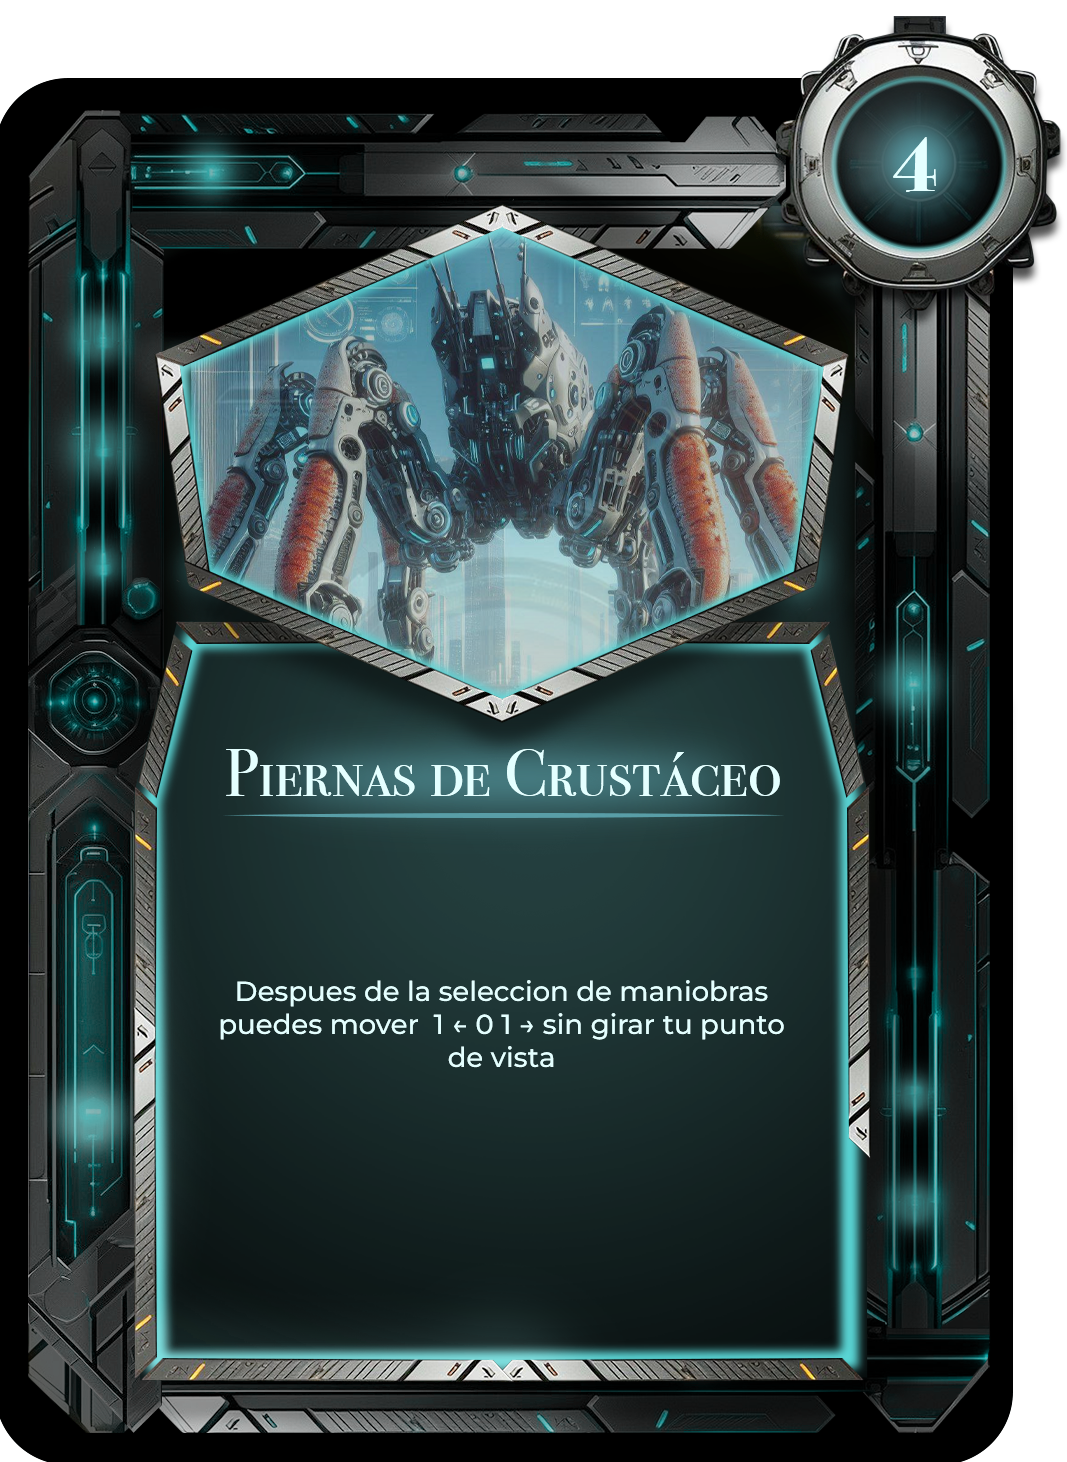 4
Piernas de Crustáceo
Despues de la seleccion de maniobras
puedes mover 1 ← 0 1 → sin girar tu punto
de vista